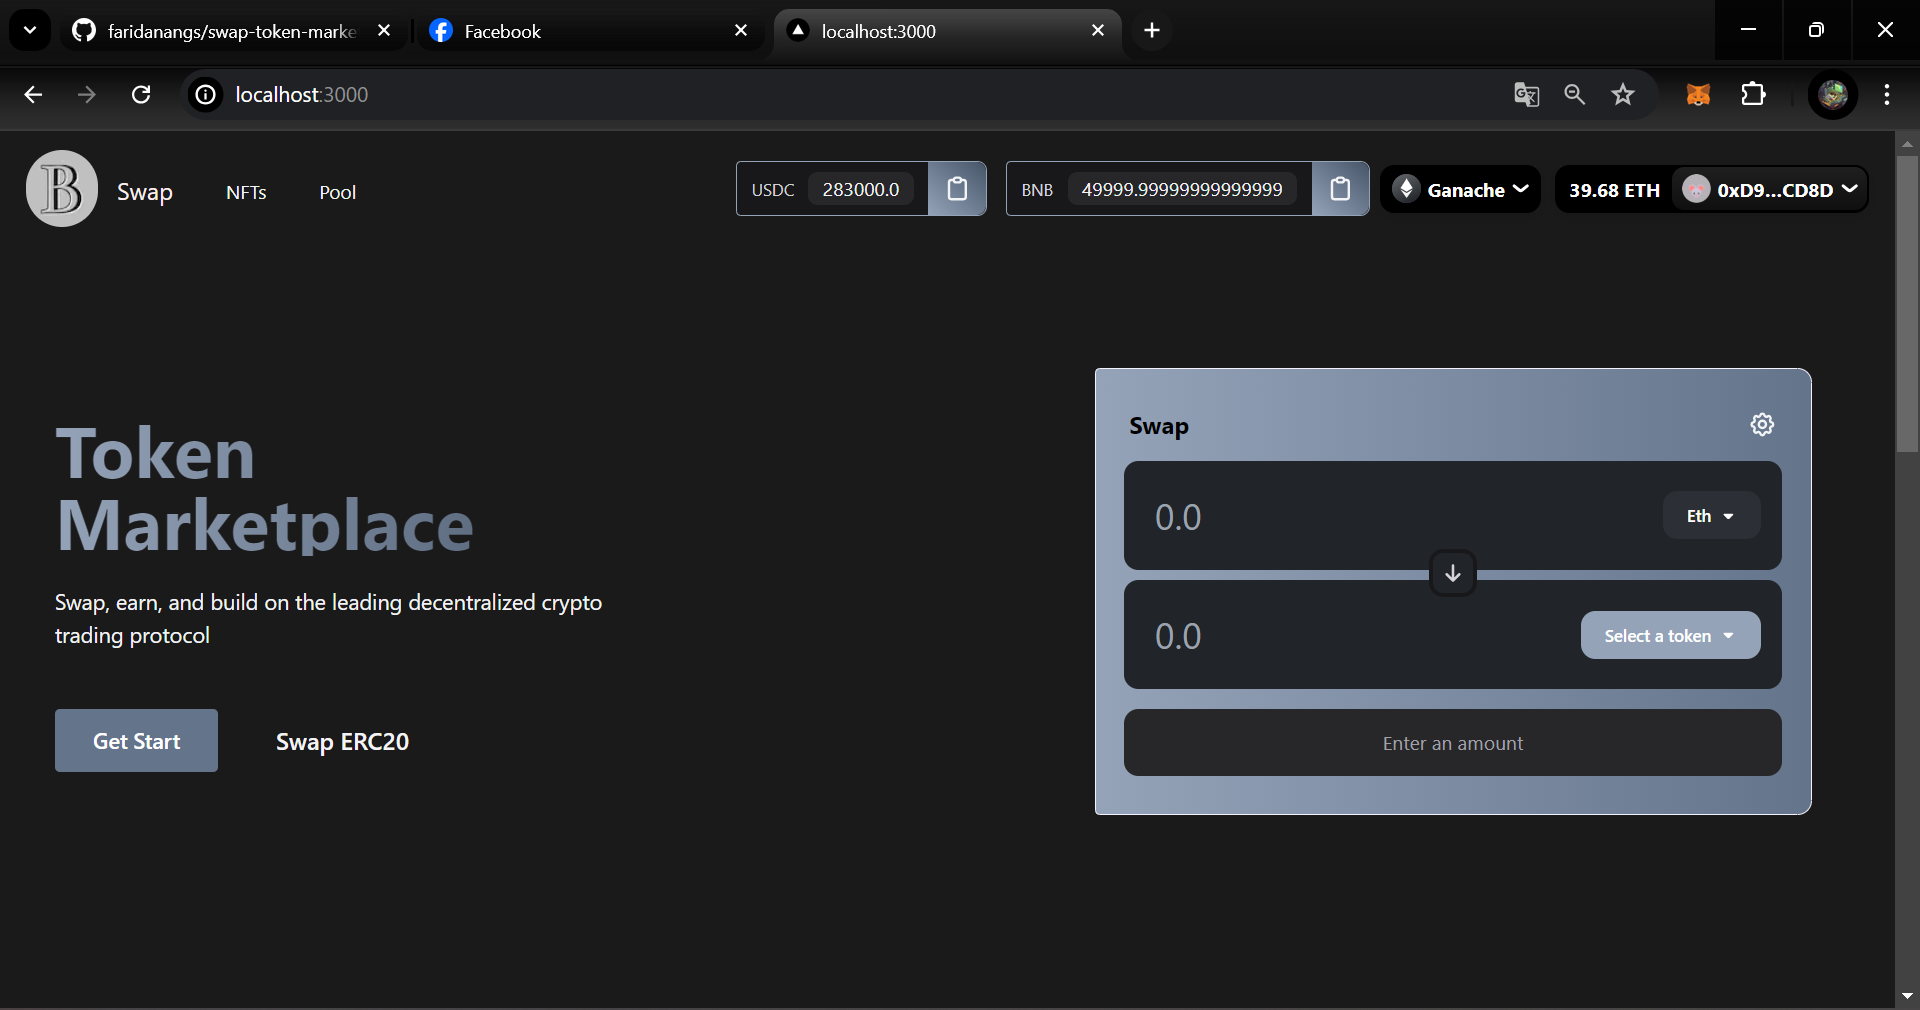 faridanangs/swap-token-marke
Facebook
localhost:3000
localhost:3000
B
Swap
NFTs
Pool
USDC 283000.0
BNB 49999.99999999999999
Ganache
39.68 ETH
0xD9...CD8D
Token
Marketplace
Swap, earn, and build on the leading decentralized crypto
trading protocol
Get Start
Swap ERC20
Swap
0.0
Eth
0.0
Select a token
Enter an amount